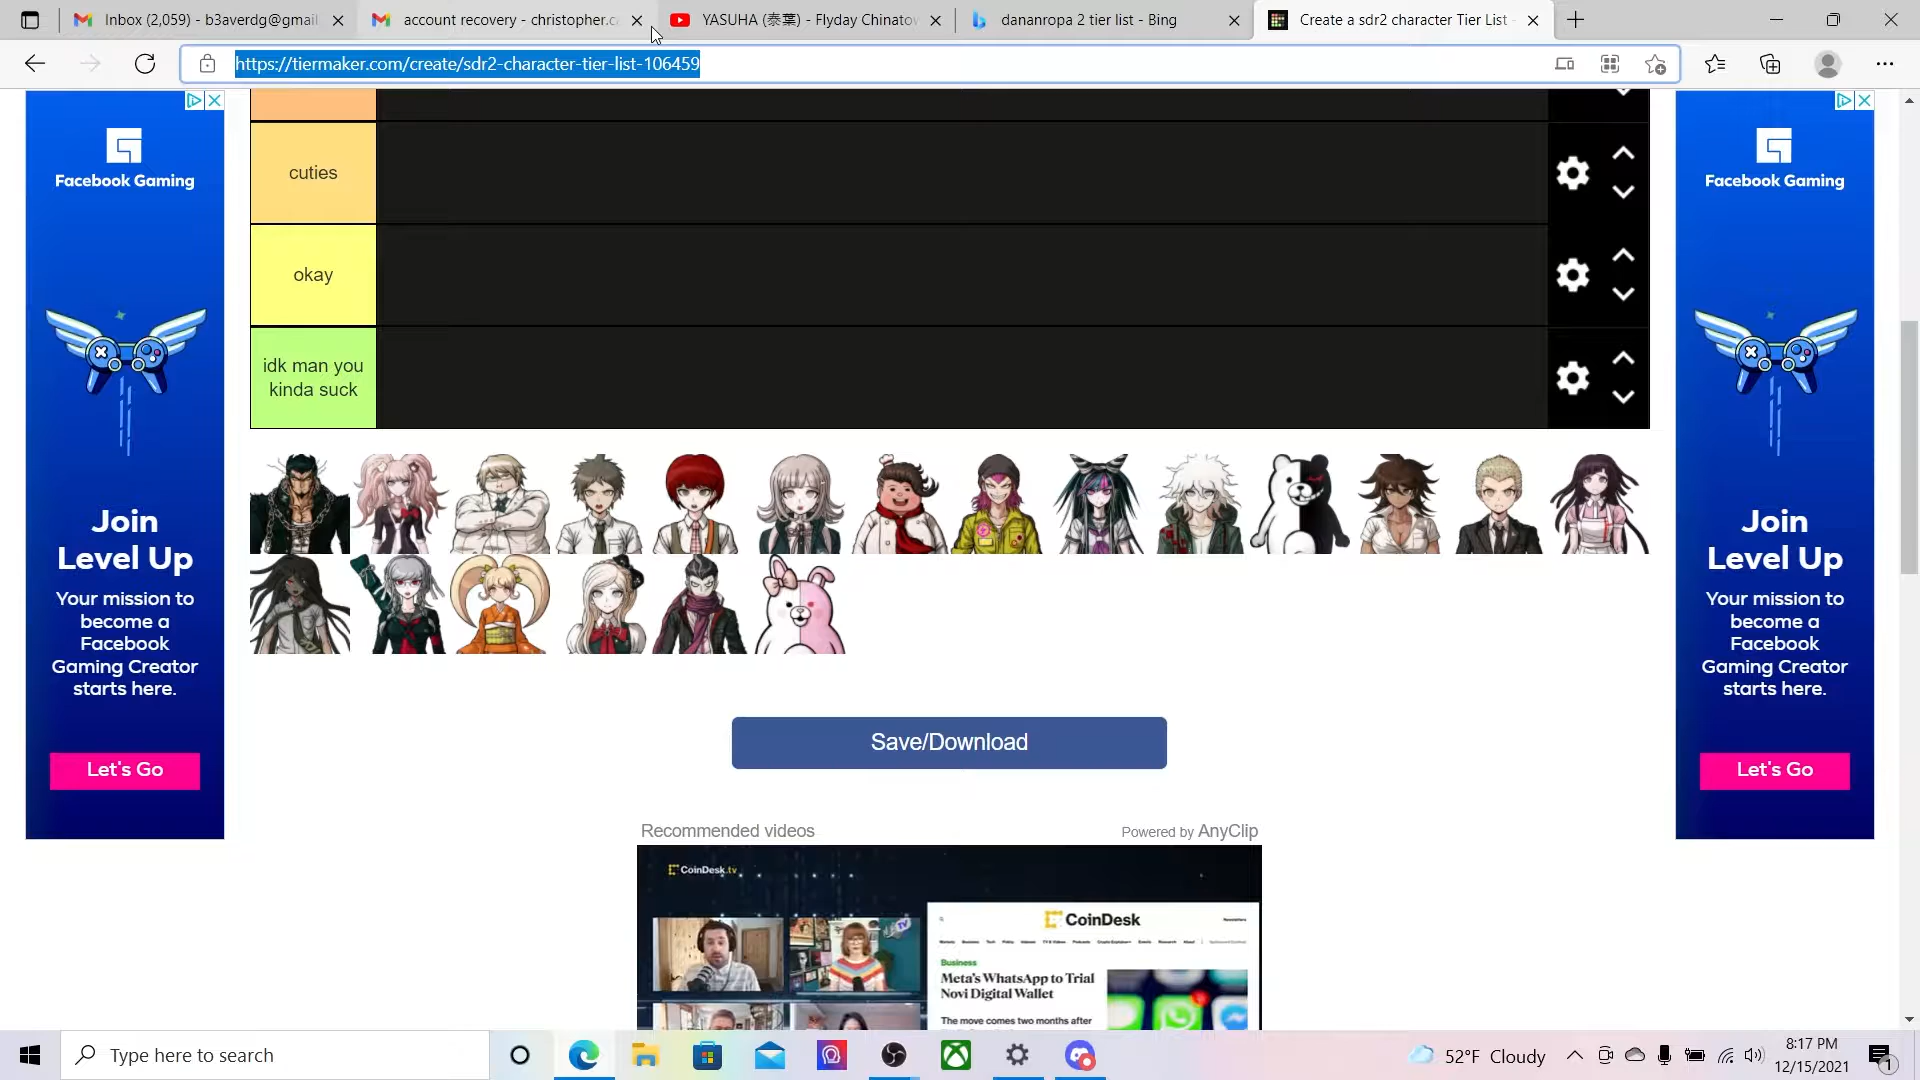 Inbox (2,059) - b3averdg@gmail
account recovery - christopher.c
YASUHA (泰葉) - Flyday Chinatow
dananropa 2 tier list - Bing
Create a sdr2 character Tier List -
https://tiermaker.com/create/sdr2-character-tier-list-106459
Facebook Gaming
Join
Level Up
Your mission to
become a
Facebook
Gaming Creator
starts here.
Let's Go
cuties
okay
idk man you
kinda suck
Facebook Gaming
Join
Level Up
Your mission to
become a
Facebook
Gaming Creator
starts here.
Let's Go
Save/Download
Recommended videos
Powered by AnyClip
CoinDesk.tv
CoinDesk
Business
Meta's WhatsApp to Trial
Novi Digital Wallet
The move comes two months after
Type here to search
52°F Cloudy
8:17 PM
12/15/2021
1